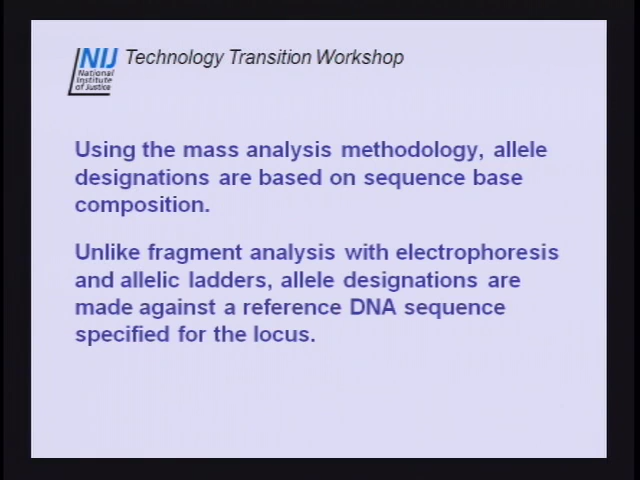 NIJ
National
Institute
of Justice
Technology Transition Workshop
Using the mass analysis methodology, allele
designations are based on sequence base
composition.
Unlike fragment analysis with electrophoresis
and allelic ladders, allele designations are
made against a reference DNA sequence
specified for the locus.